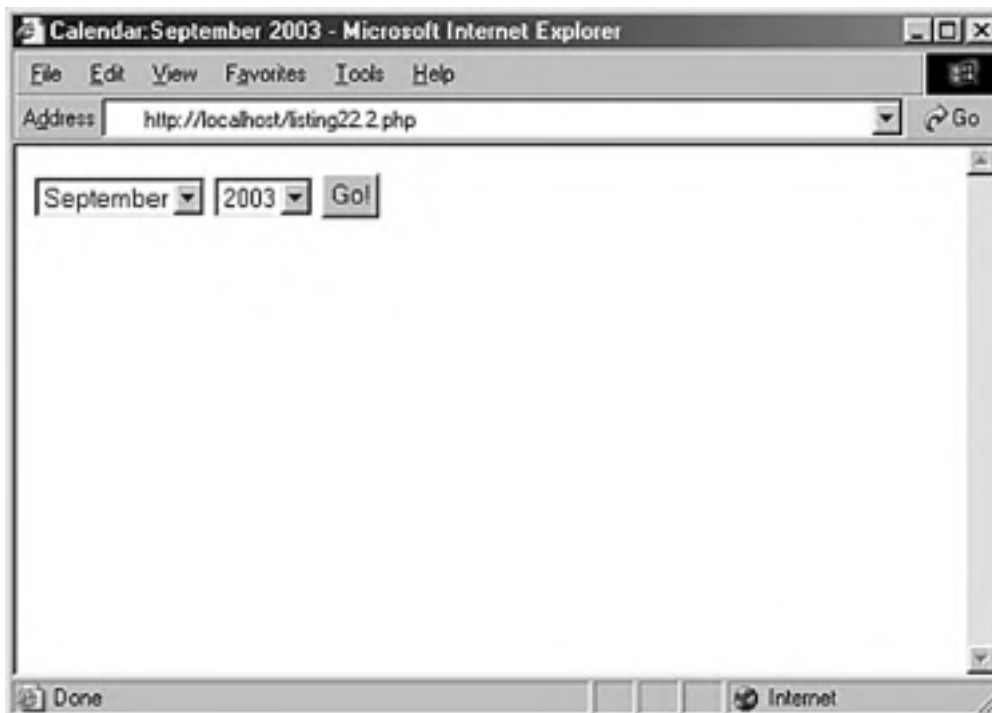 Calendar:September 2003 - Microsoft Internet Explorer
File Edit View Favorites Tools Help
Address http://localhost/listing22.2.php Go
September 2003 Go!
Done Internet